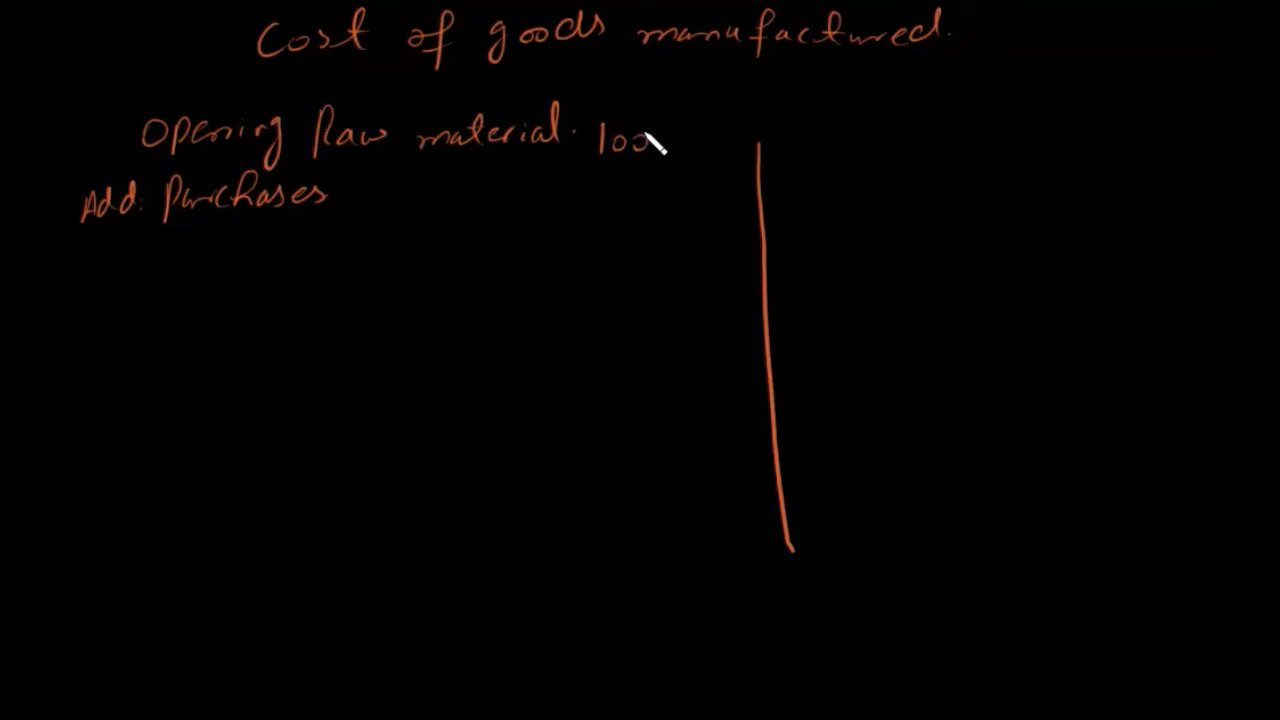 Cost of goods manufactured.
Opening Raw material. 100
Add: Purchases